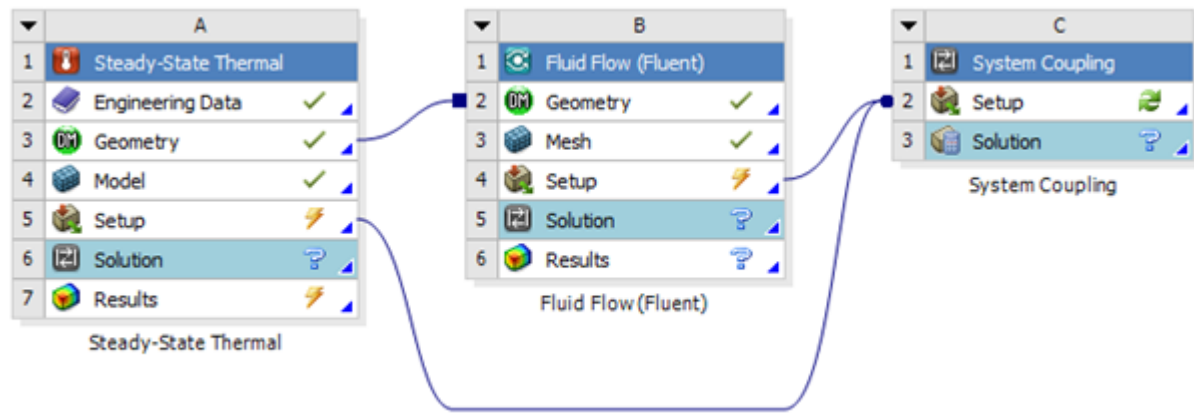 A
1 Steady-State Thermal
2 Engineering Data
3 DM Geometry
4 Model
5 Setup
6 Solution ?
7 Results
Steady-State Thermal
B
1 Fluid Flow (Fluent)
2 DM Geometry
3 Mesh
4 Setup
5 Solution ?
6 Results ?
Fluid Flow (Fluent)
C
1 System Coupling
2 Setup
3 Solution ?
System Coupling